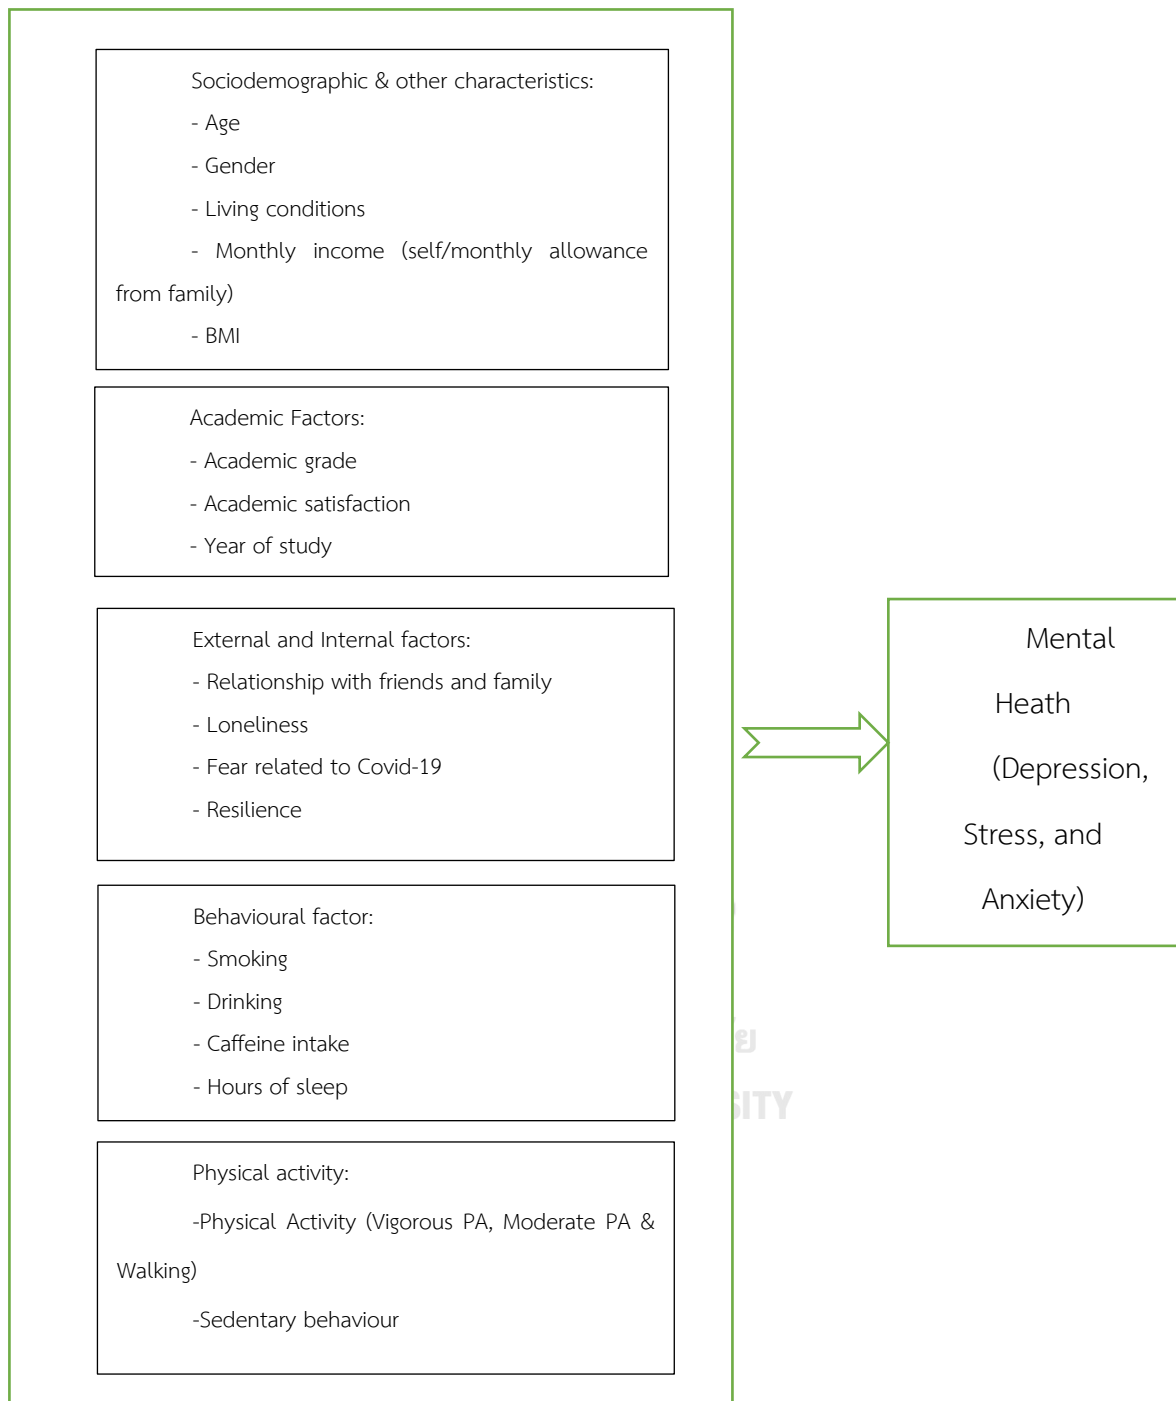 Sociodemographic & other characteristics:
- Age
- Gender
- Living conditions
- Monthly income (self/monthly allowance
from family)
- BMI
Academic Factors:
- Academic grade
- Academic satisfaction
- Year of study
External and Internal factors:
- Relationship with friends and family
- Loneliness
- Fear related to Covid-19
- Resilience
Behavioural factor:
- Smoking
- Drinking
- Caffeine intake
- Hours of sleep
Physical activity:
-Physical Activity (Vigorous PA, Moderate PA &
Walking)
-Sedentary behaviour
Mental
Heath
(Depression,
Stress, and
Anxiety)